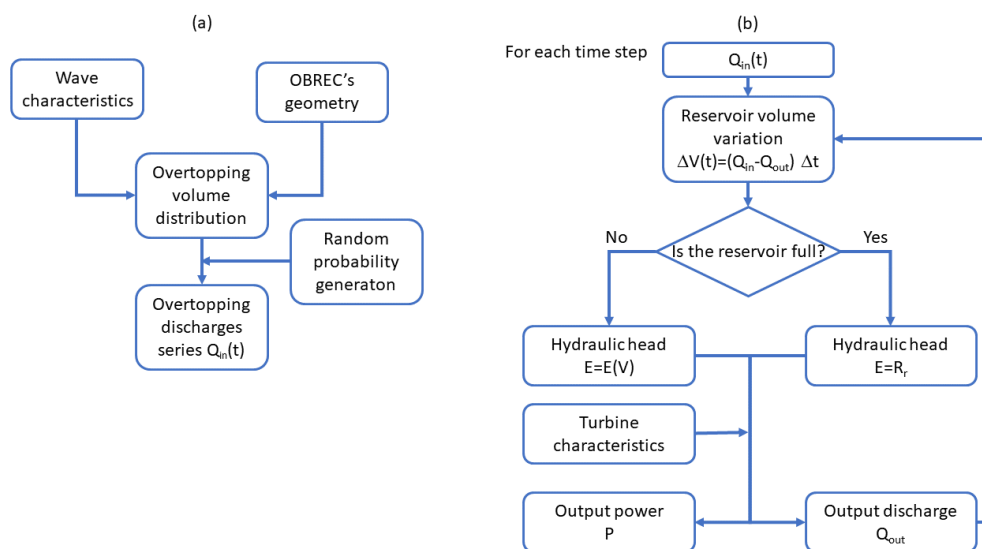 (a)
Wave
characteristics
OBREC's
geometry
Overtopping
volume
distribution
Random
probability
generaton
Overtopping
discharges
series Qin(t)
(b)
For each time step
Qin(t)
Reservoir volume
variation
ΔV(t)=(Qin-Qout) Δt
No
Yes
Is the reservoir full?
Hydraulic head
E=E(V)
Hydraulic head
E=Rr
Turbine
characteristics
Output power
P
Output discharge
Qout